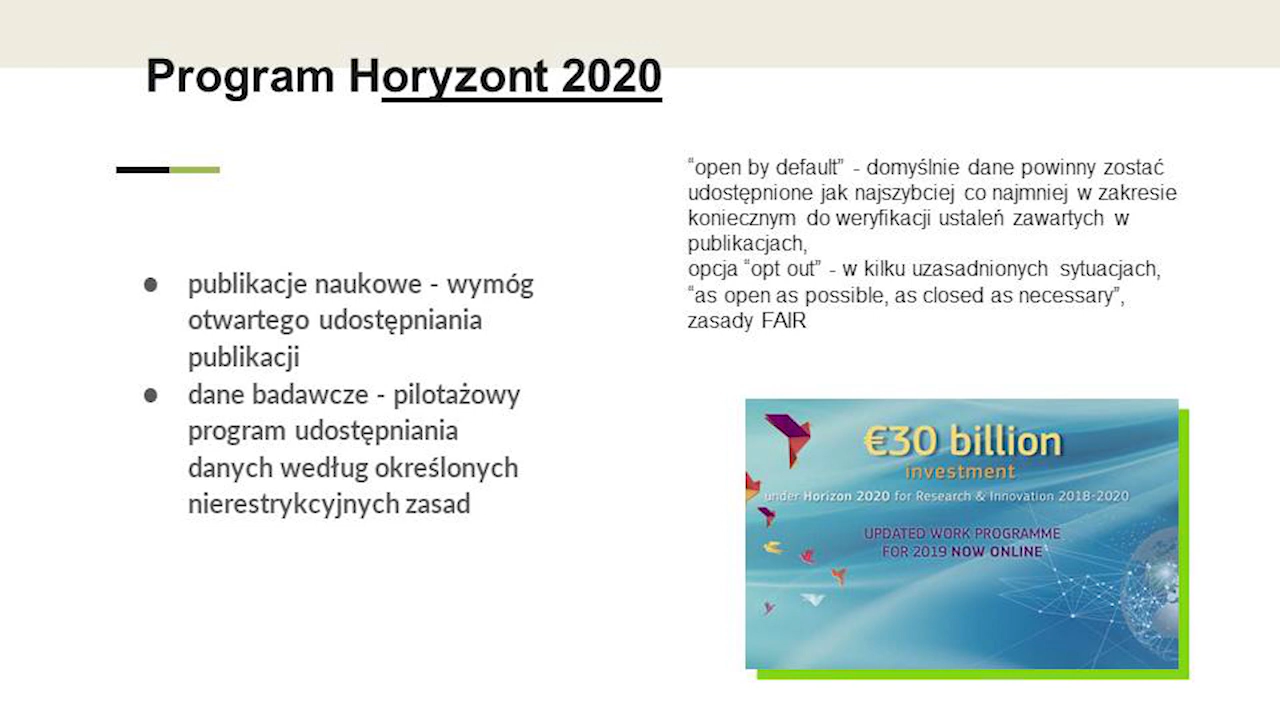 Program Horyzont 2020
“open by default” - domyślnie dane powinny zostać
udostępnione jak najszybciej co najmniej w zakresie
koniecznym do weryfikacji ustaleń zawartych w
publikacjach,
opcja “opt out” - w kilku uzasadnionych sytuacjach,
“as open as possible, as closed as necessary”,
zasady FAIR
● publikacje naukowe - wymóg
otwartego udostępniania
publikacji
● dane badawcze - pilotażowy
program udostępniania
danych według określonych
nierestrykcyjnych zasad
€30 billion
investment
under Horizon 2020 for Research & Innovation 2018-2020
UPDATED WORK PROGRAMME
FOR 2019 NOW ONLINE